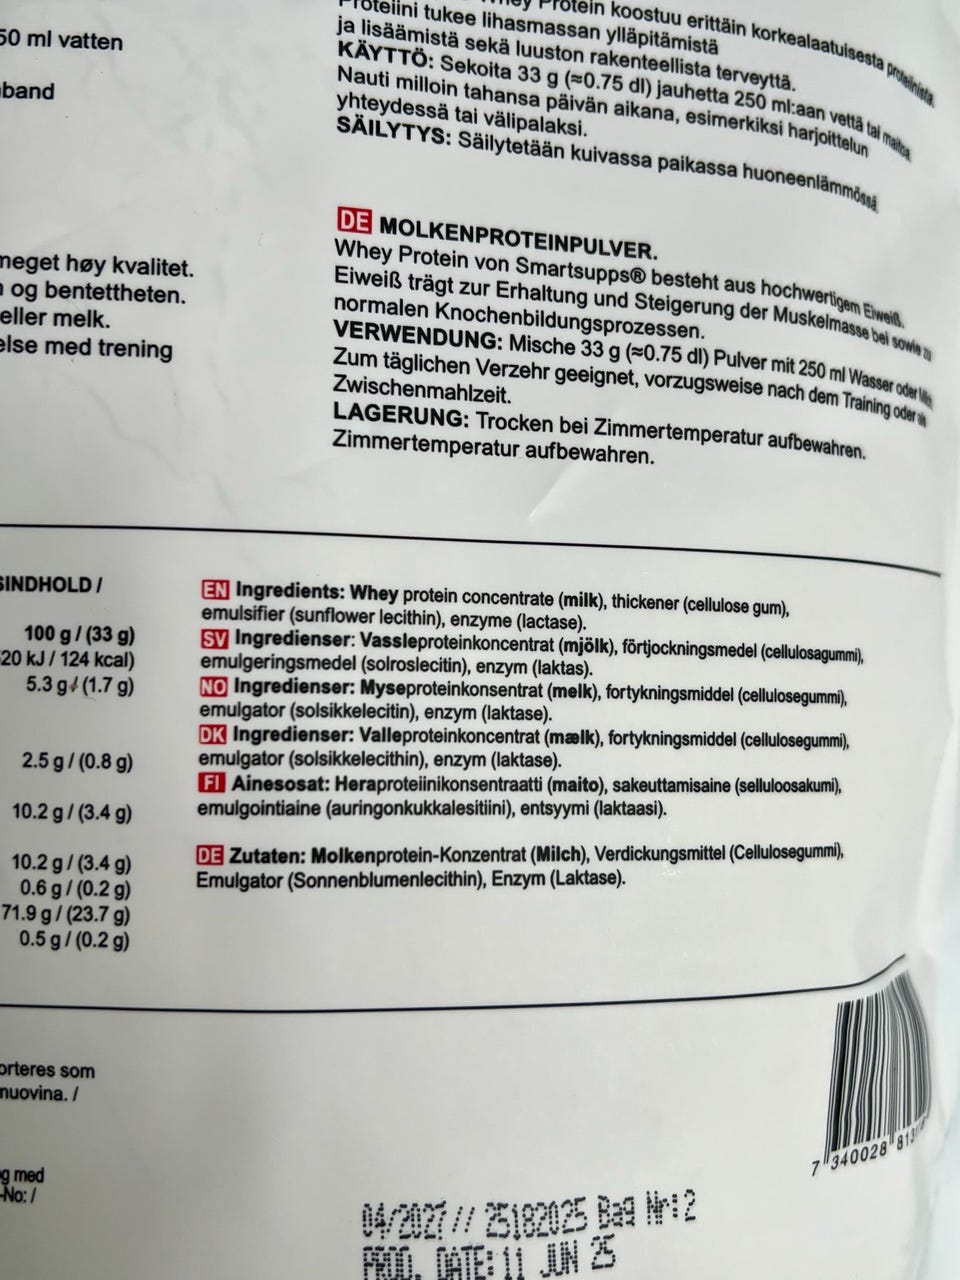 50 ml vatten
band
meget høy kvalitet.
og bentettheten.
eller melk.
else med trening
Protein koostuu erittäin korkealaatuisesta proteiinista.
Proteiini tukee lihasmassan ylläpitämistä
ja lisäämistä sekä luuston rakenteellista terveyttä.
KÄYTTÖ: Sekoita 33 g (≈0.75 dl) jauhetta 250 ml:aan vettä tai maitoa
Nauti milloin tahansa päivän aikana, esimerkiksi harjoittelun
yhteydessä tai välipalaksi.
SÄILYTYS: Säilytetään kuivassa paikassa huoneenlämmössä.
DE MOLKENPROTEINPULVER.
Whey Protein von Smartsupps® besteht aus hochwertigem Eiweiß.
Eiweiß trägt zur Erhaltung und Steigerung der Muskelmasse bei sowie zu
normalen Knochenbildungsprozessen.
VERWENDUNG: Mische 33 g (≈0.75 dl) Pulver mit 250 ml Wasser oder
Zum täglichen Verzehr geeignet, vorzugsweise nach dem Training oder
Zwischenmahlzeit.
LAGERUNG: Trocken bei Zimmertemperatur aufbewahren.
Zimmertemperatur aufbewahren.
SINDHOLD /
100 g / (33 g)
20 kJ / 124 kcal)
5.3 g / (1.7 g)
2.5 g / (0.8 g)
10.2 g / (3.4 g)
10.2 g / (3.4 g)
0.6 g / (0.2 g)
71.9 g / (23.7 g)
0.5 g / (0.2 g)
EN Ingredients: Whey protein concentrate (milk), thickener (cellulose gum),
emulsifier (sunflower lecithin), enzyme (lactase).
SV Ingredienser: Vassleproteinkoncentrat (mjölk), förtjockningsmedel (cellulosagummi),
emulgeringsmedel (solroslecitin), enzym (laktas).
NO Ingredienser: Myseproteinkonsentrat (melk), fortykningsmiddel (cellulosegummi),
emulgator (solsikkelecitin), enzym (laktase).
DK Ingredienser: Valleproteinkoncentrat (mælk), fortykningsmiddel (cellulosegummi),
emulgator (solsikkelecithin), enzym (laktase).
FI Ainesosat: Heraproteiinikonsentraatti (maito), sakeuttamisaine (selluloosakumi),
emulgointiaine (auringonkukkalesitiini), entsyymi (laktaasi).
DE Zutaten: Molkenprotein-Konzentrat (Milch), Verdickungsmittel (Cellulosegummi),
Emulgator (Sonnenblumenlecithin), Enzym (Laktase).
orteres som
muovina. /
g med
-No: /
7 340028 813
04/2027 // 25182025 Bag Nr: 2
PROD. DATE: 11 JUN 25